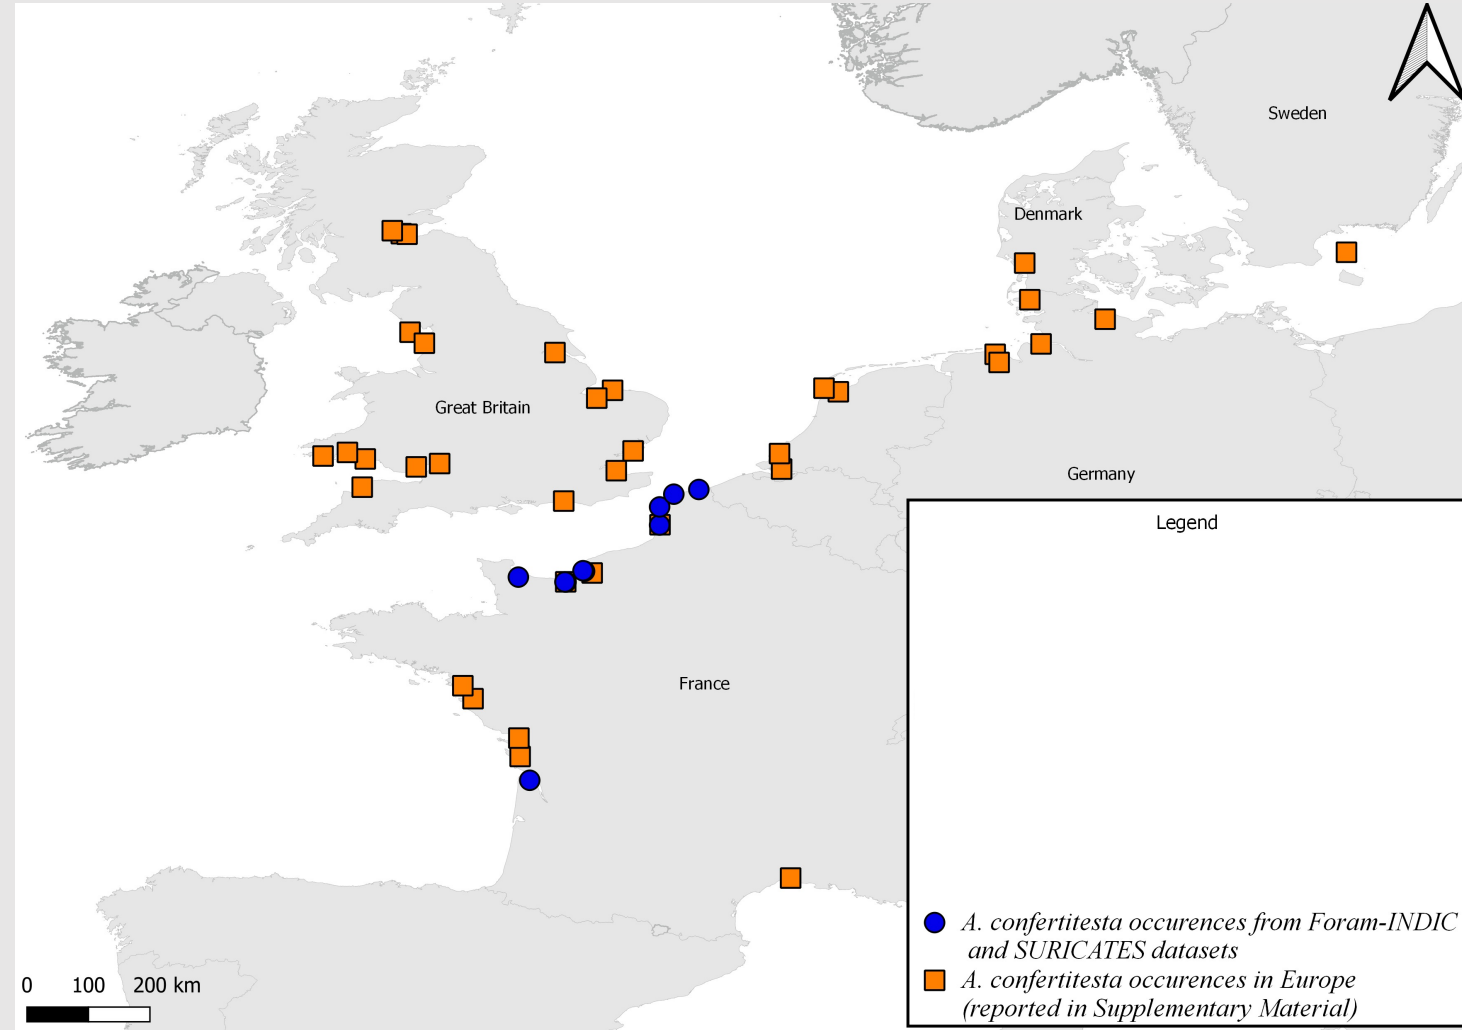 Sweden
Denmark
Great Britain
Germany
Legend
France
A. confertitesta occurences from Foram-INDIC
and SURICATES datasets
A. confertitesta occurences in Europe
(reported in Supplementary Material)
0 100 200 km